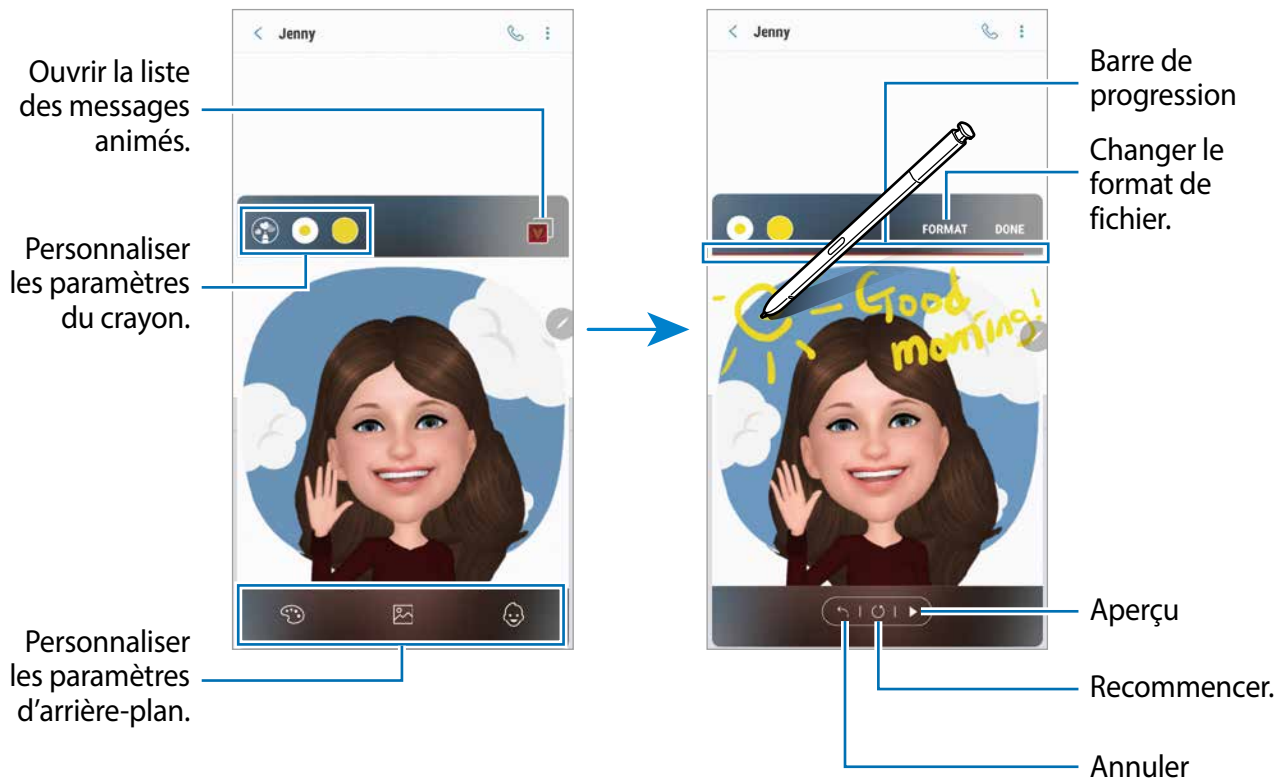 Jenny
Ouvrir la liste
des messages
animés.
Personnaliser
les paramètres
du crayon.
Personnaliser
les paramètres
d'arrière-plan.
Jenny
FORMAT DONE
Good
morning!
Barre de
progression
Changer le
format de
fichier.
Aperçu
Recommencer.
Annuler